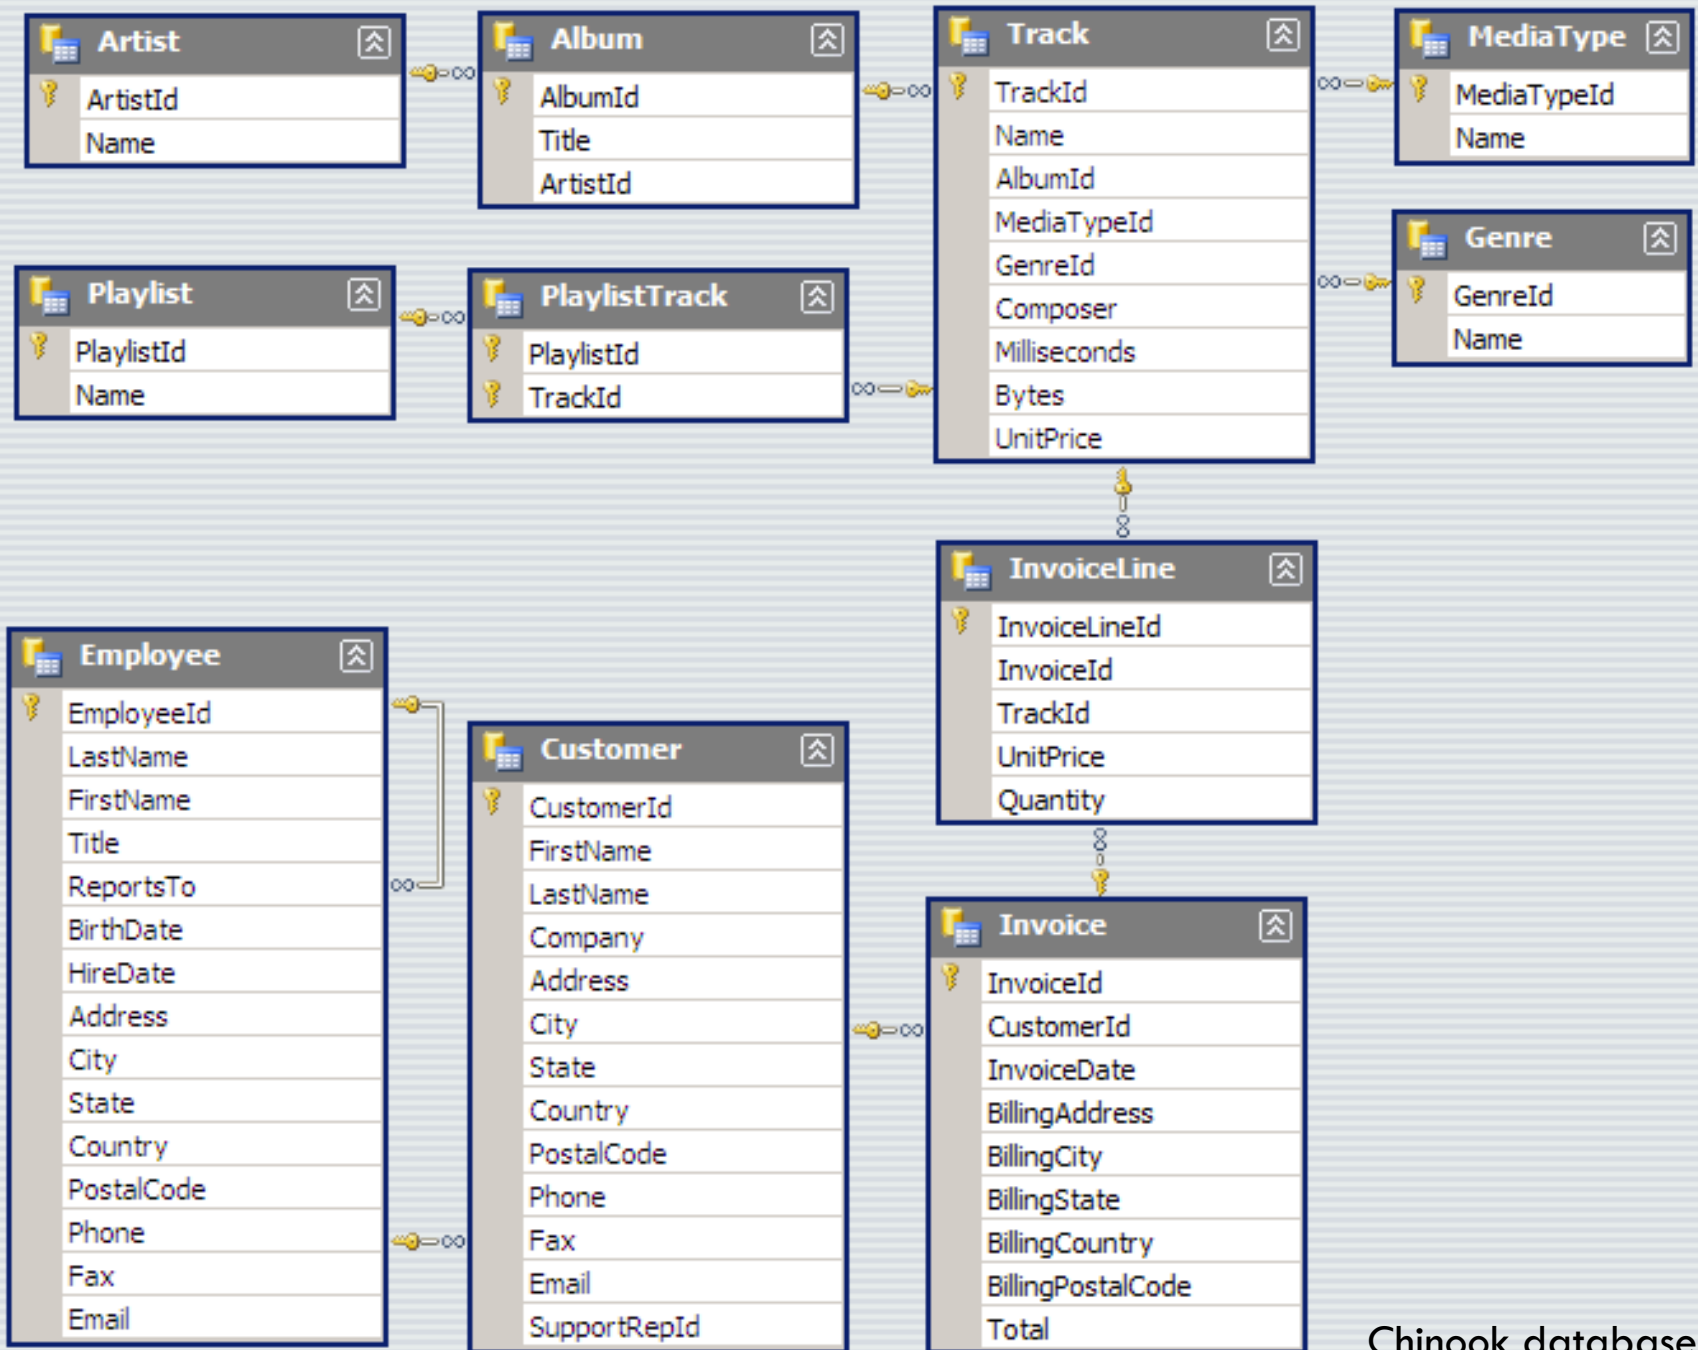 Artist
ArtistId
Name
Album
AlbumId
Title
ArtistId
Track
TrackId
Name
AlbumId
MediaTypeId
GenreId
Composer
Milliseconds
Bytes
UnitPrice
MediaType
MediaTypeId
Name
Genre
GenreId
Name
Playlist
PlaylistId
Name
PlaylistTrack
PlaylistId
TrackId
InvoiceLine
InvoiceLineId
InvoiceId
TrackId
UnitPrice
Quantity
Employee
EmployeeId
LastName
FirstName
Title
ReportsTo
BirthDate
HireDate
Address
City
State
Country
PostalCode
Phone
Fax
Email
Customer
CustomerId
FirstName
LastName
Company
Address
City
State
Country
PostalCode
Phone
Fax
Email
SupportRepId
Invoice
InvoiceId
CustomerId
InvoiceDate
BillingAddress
BillingCity
BillingState
BillingCountry
BillingPostalCode
Total
Chinook database